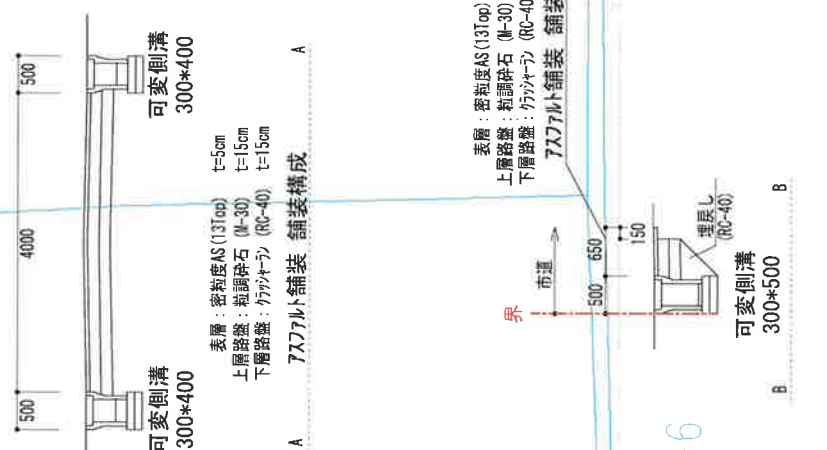 500
4000
500
可変側溝
300*400
可変側溝
300*400
表層：密粒度AS(13Top) t=5cm
上層路盤：粒調砕石 (M-30) t=15cm
下層路盤：クラッシャーラン (RC-40) t=15cm
アスファルト舗装 舗装構成
A
A
表層：密粒度AS(13Top)
上層路盤：粒調砕石 (M-30)
下層路盤：クラッシャーラン (RC-40
アスファルト舗装 舗装
界
市道
500
650
150
埋戻し
(RC-40)
可変側溝
300*500
B
B
6